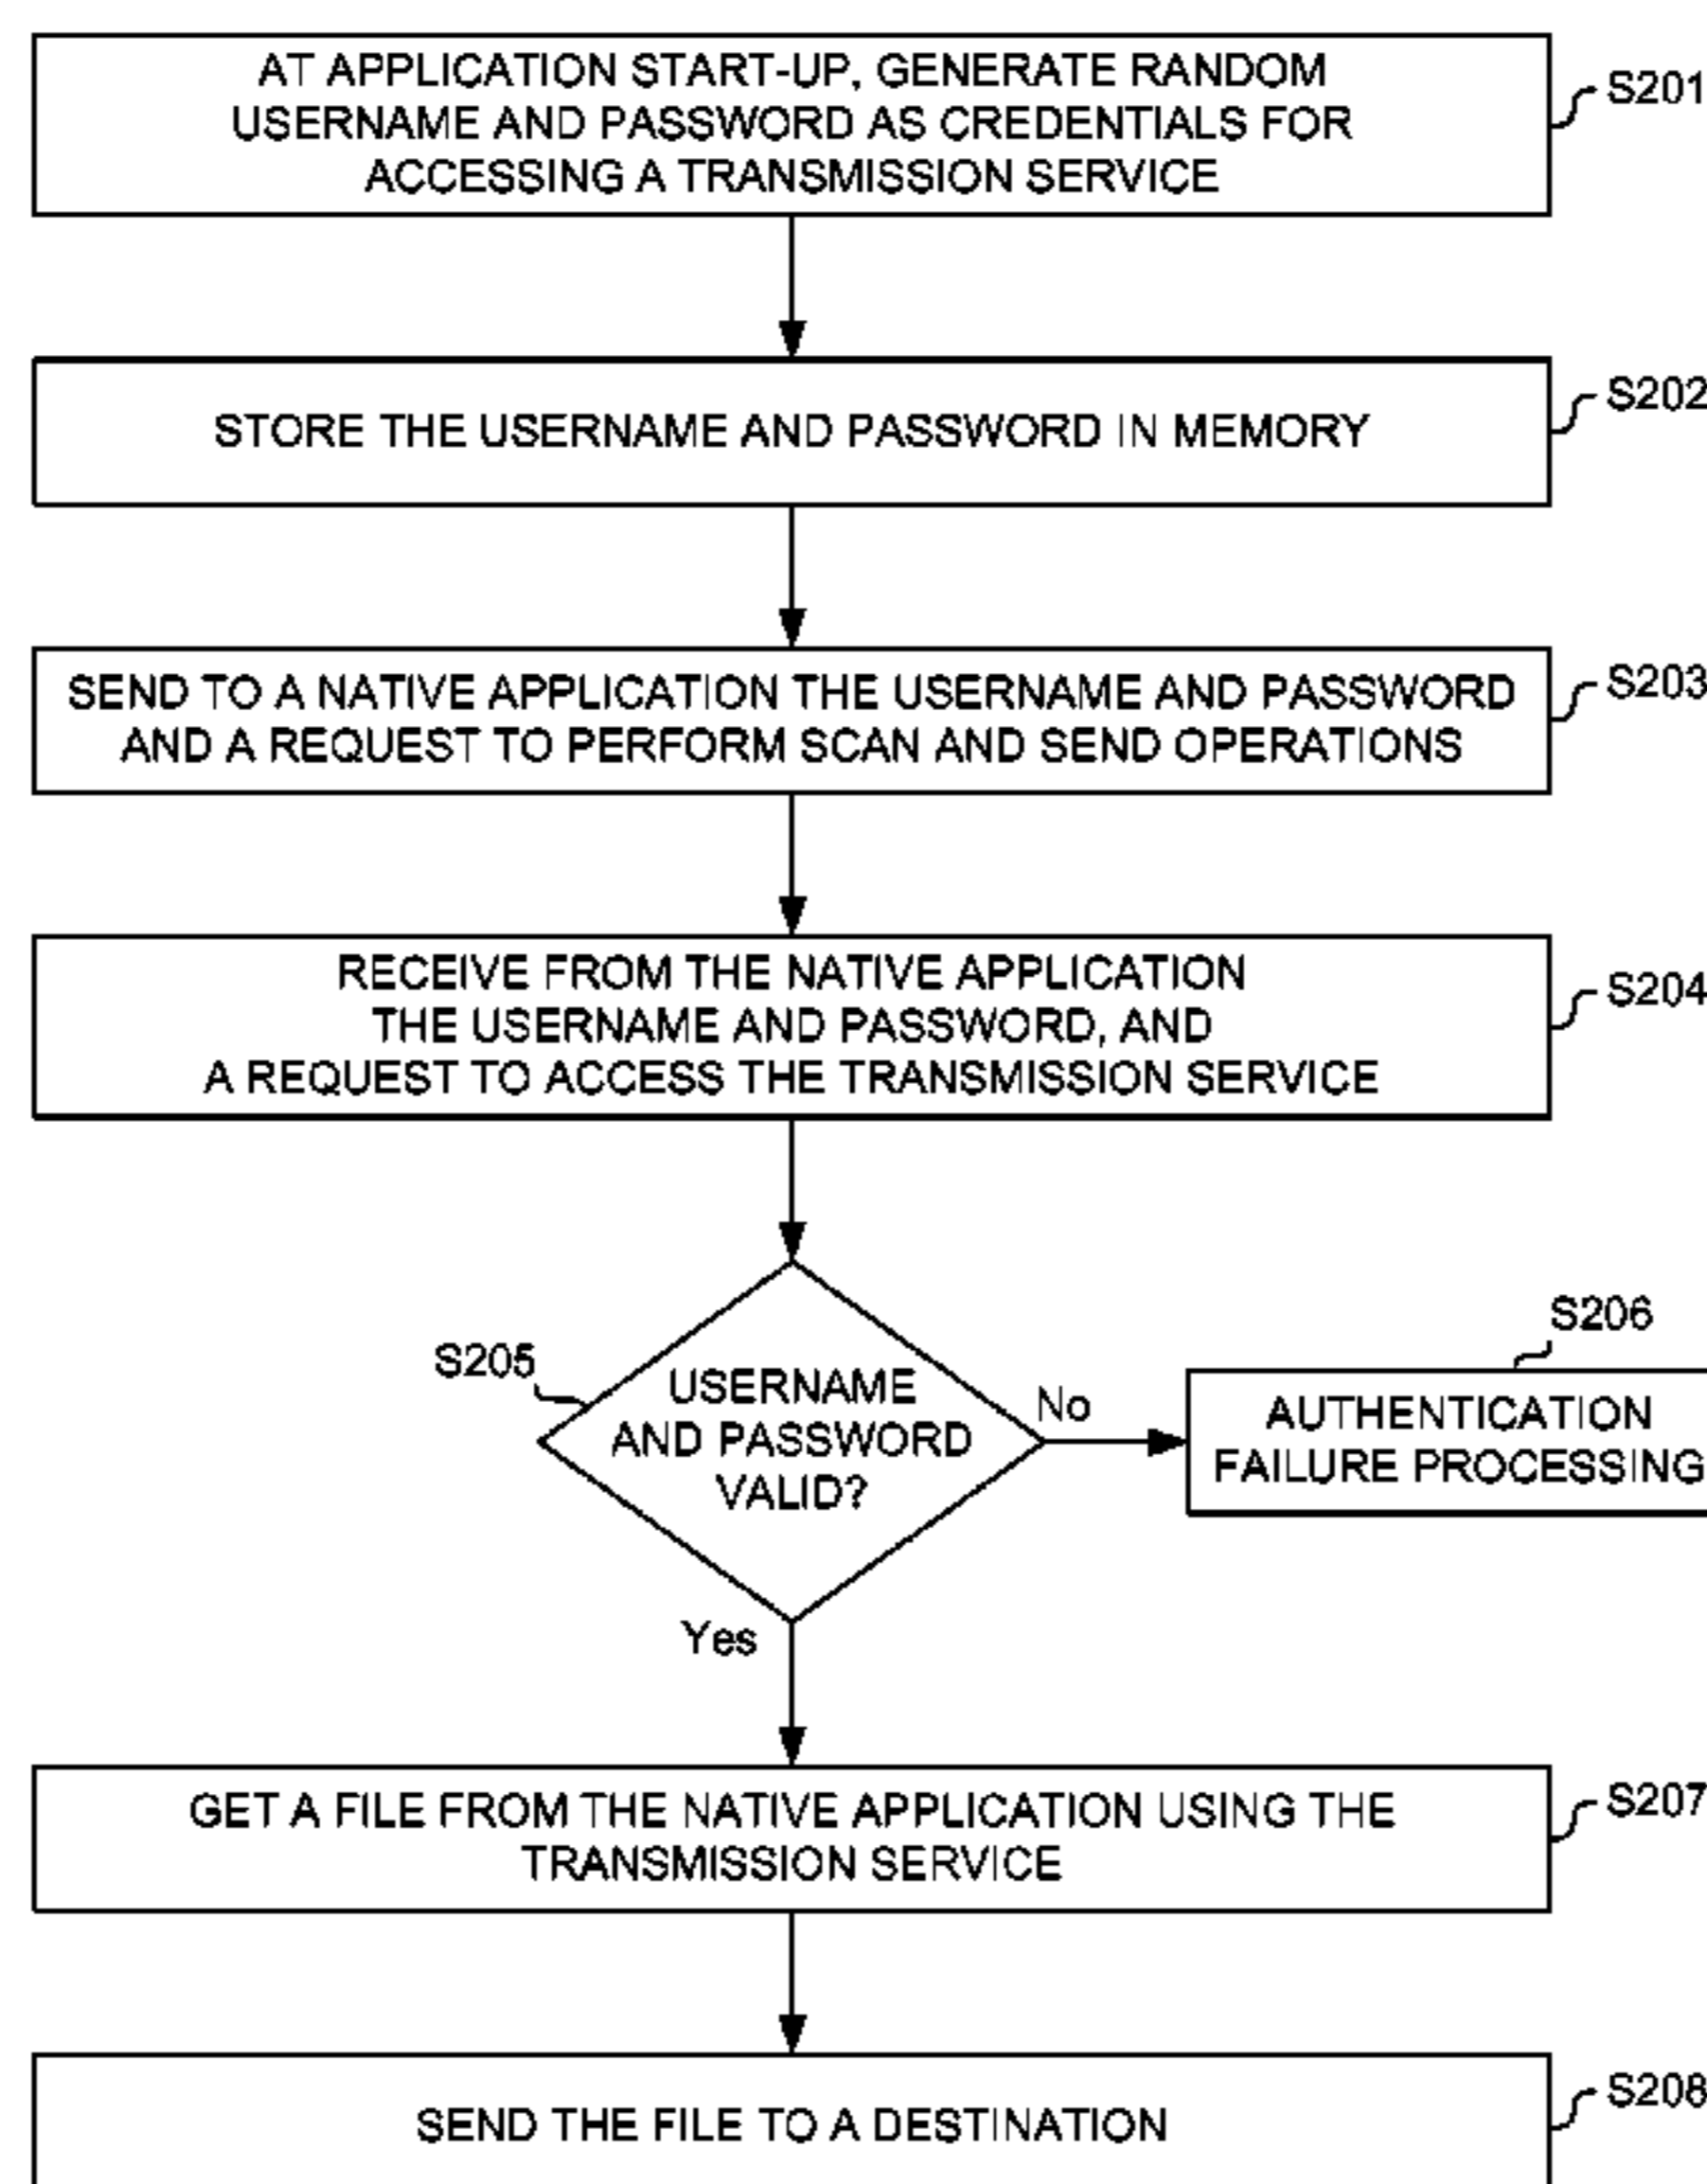 AT APPLICATION START-UP, GENERATE RANDOM
USERNAME AND PASSWORD AS CREDENTIALS FOR
ACCESSING A TRANSMISSION SERVICE
S201
STORE THE USERNAME AND PASSWORD IN MEMORY
S202
SEND TO A NATIVE APPLICATION THE USERNAME AND PASSWORD
AND A REQUEST TO PERFORM SCAN AND SEND OPERATIONS
S203
RECEIVE FROM THE NATIVE APPLICATION
THE USERNAME AND PASSWORD, AND
A REQUEST TO ACCESS THE TRANSMISSION SERVICE
S204
S205
USERNAME
AND PASSWORD
VALID?
No
S206
AUTHENTICATION
FAILURE PROCESSING
Yes
GET A FILE FROM THE NATIVE APPLICATION USING THE
TRANSMISSION SERVICE
S207
SEND THE FILE TO A DESTINATION
S208